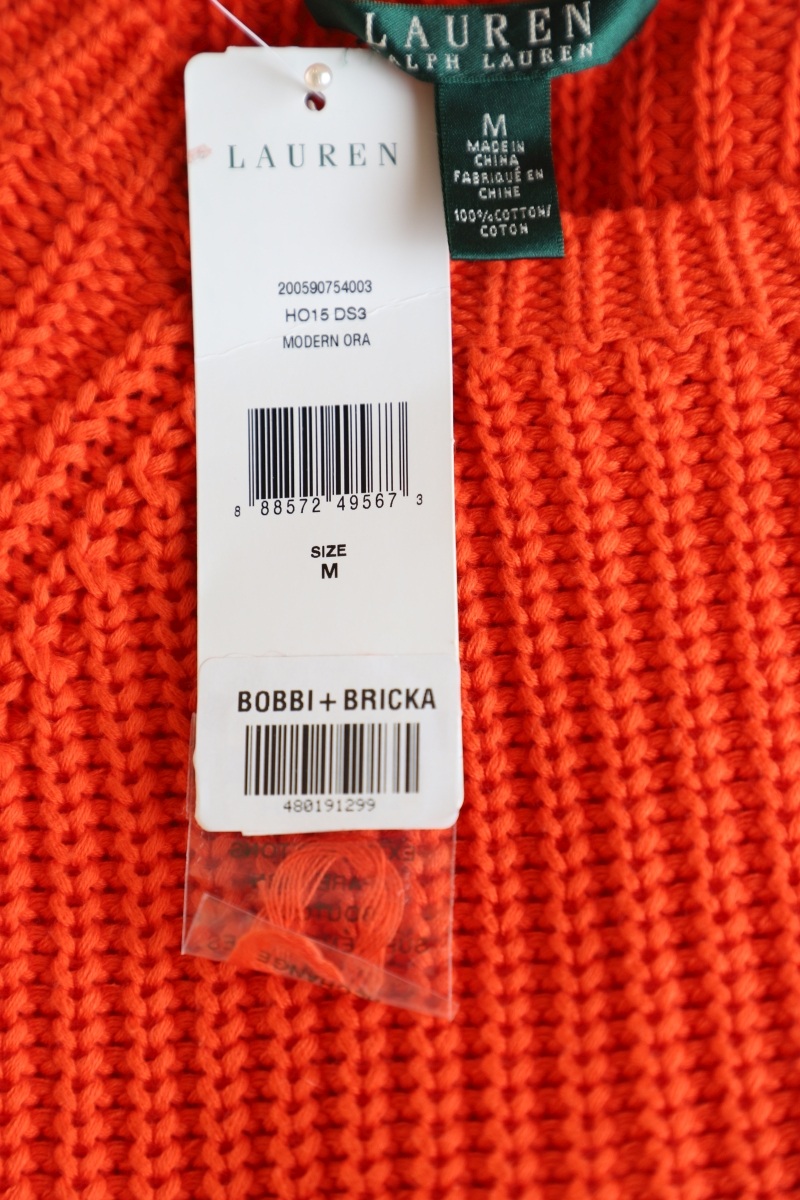 LAUREN
RALPH LAUREN
M
MADE IN
CHINA
FABRIQUÉ EN
CHINE
100% COTTON/
COTON
LAUREN
200590754003
HO15 DS3
MODERN ORA
8 88572 49567 3
SIZE
M
BOBBI + BRICKA
480191299